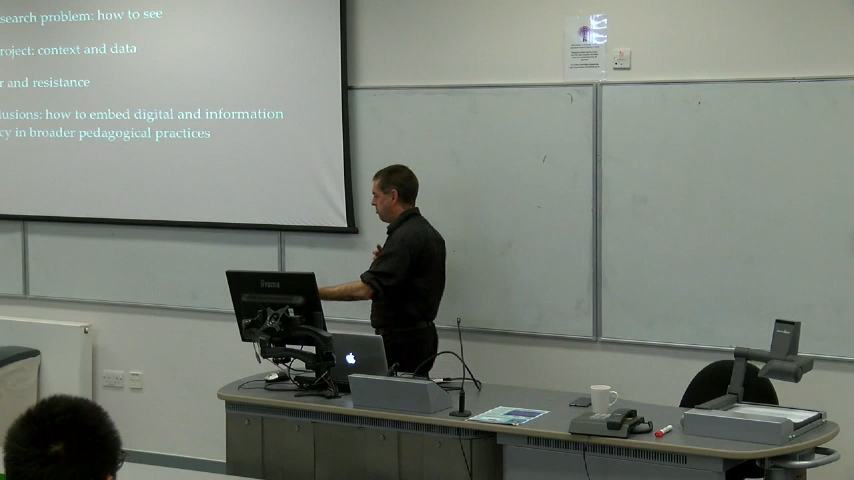 search problem: how to see
roject: context and data
r and resistance
lusions: how to embed digital and information
cy in broader pedagogical practices
iiyama